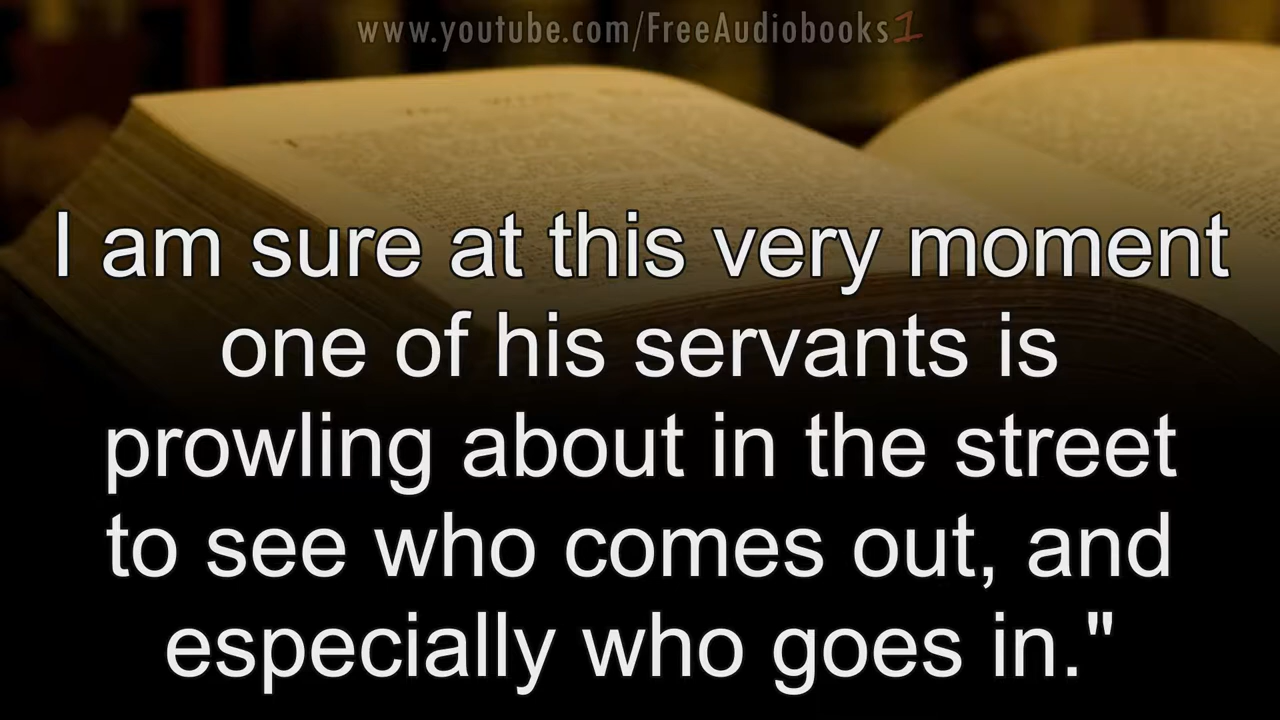 www.youtube.com/FreeAudiobooks1
I am sure at this very moment
one of his servants is
prowling about in the street
to see who comes out, and
especially who goes in."